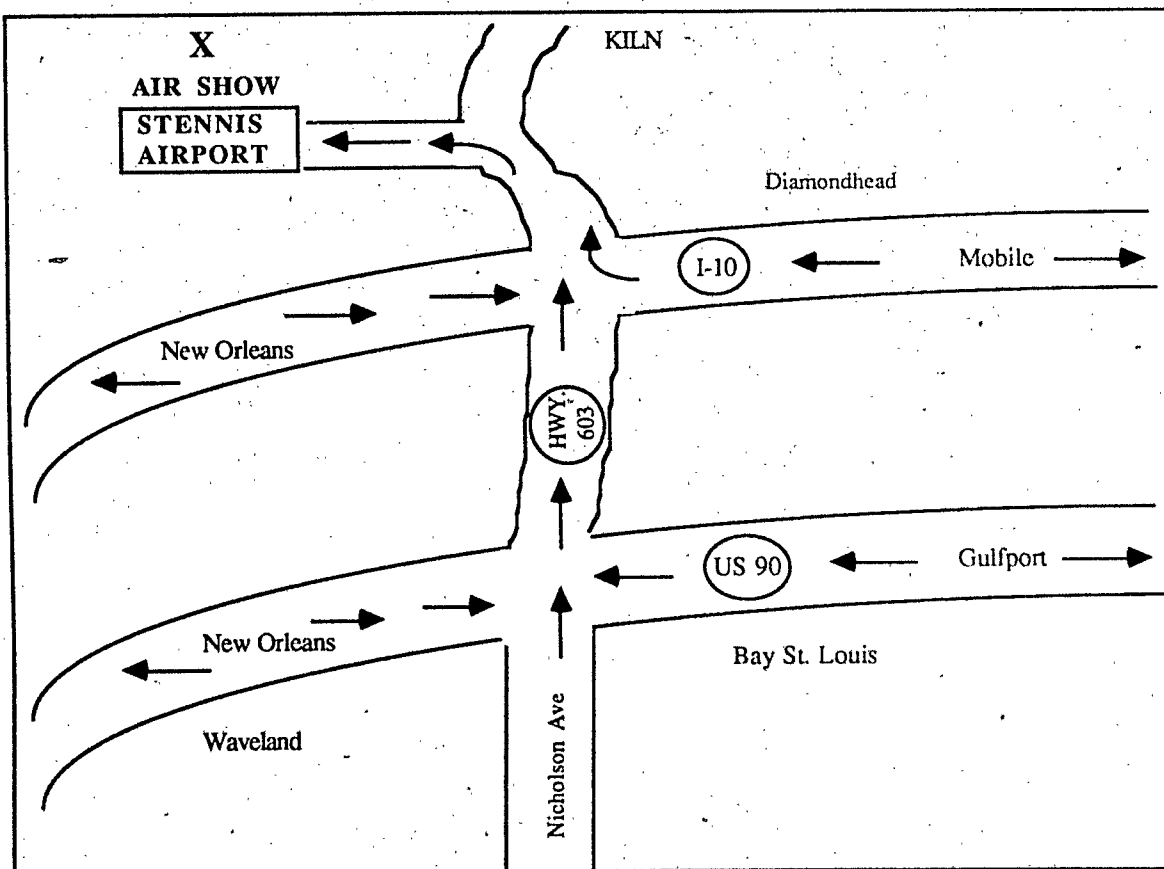 X
KILN
AIR SHOW
STENNIS
AIRPORT
Diamondhead
I-10
Mobile
New Orleans
HWY.
603
US 90
Gulfport
New Orleans
Bay St. Louis
Waveland
Nicholson Ave